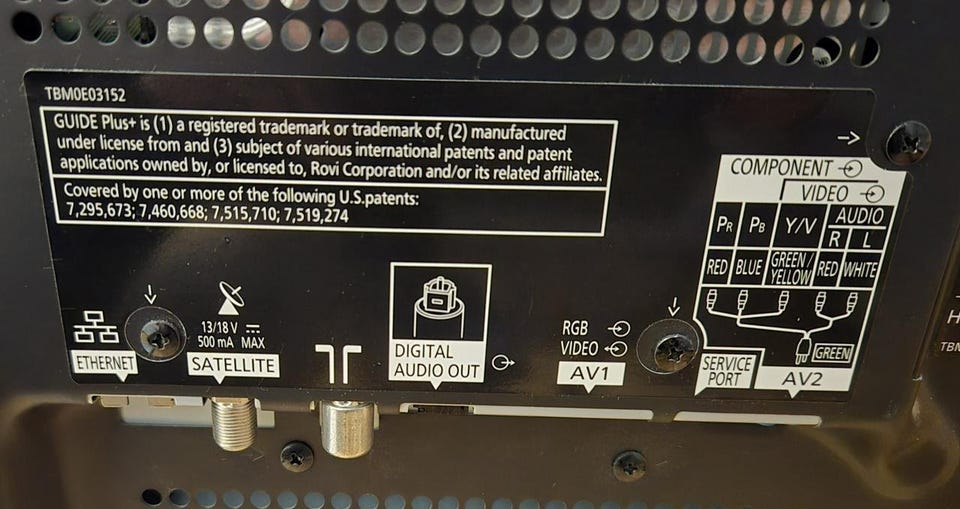 TBM0E03152
GUIDE Plus+ is (1) a registered trademark or trademark of, (2) manufactured
under license from and (3) subject of various international patents and patent
applications owned by, or licensed to, Rovi Corporation and/or its related affiliates.
Covered by one or more of the following U.S.patents:
7,295,673; 7,460,668; 7,515,710; 7,519,274
COMPONENT
VIDEO
AUDIO
PR PB Y/V R L
RED BLUE GREEN/ YELLOW RED WHITE
GREEN
ETHERNET
13/18 V
500 mA MAX
SATELLITE
DIGITAL
AUDIO OUT
RGB
VIDEO
AV1
SERVICE
PORT
AV2
H
TBM